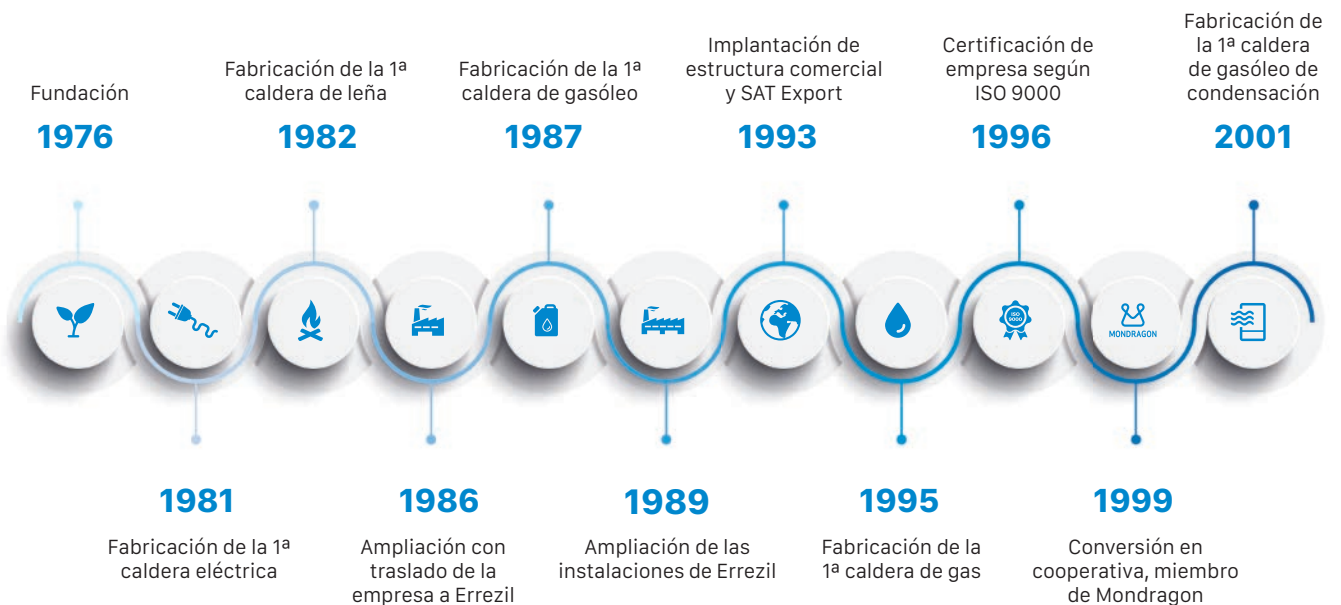 Fundación
1976
Fabricación de la 1ª
caldera de leña
1982
Fabricación de la 1ª
caldera de gasóleo
1987
Implantación de
estructura comercial
y SAT Export
1993
Certificación de
empresa según
ISO 9000
1996
Fabricación de
la 1ª caldera
de gasóleo de
condensación
2001
ISO
9000
MONDRAGON
1981
Fabricación de la 1ª
caldera eléctrica
1986
Ampliación con
traslado de la
empresa a Errezil
1989
Ampliación de las
instalaciones de Errezil
1995
Fabricación de la
1ª caldera de gas
1999
Conversión en
cooperativa, miembro
de Mondragon